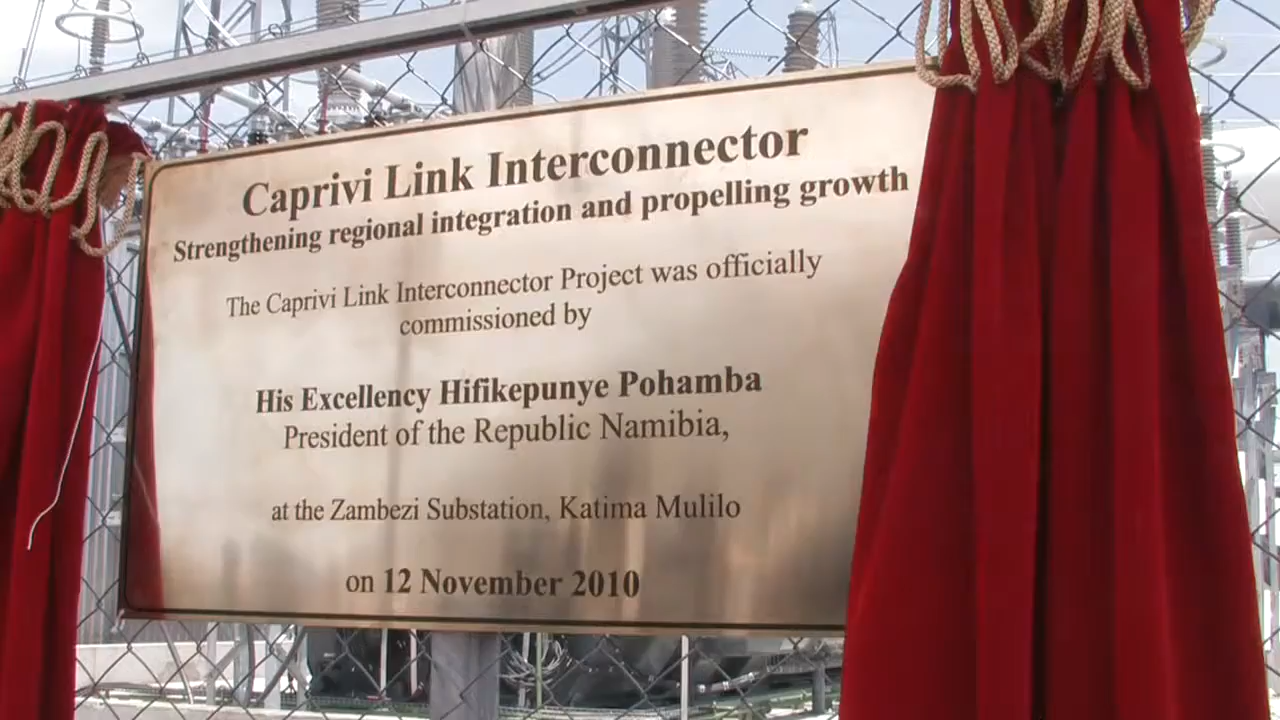 Caprivi Link Interconnector
Strengthening regional integration and propelling growth
The Caprivi Link Interconnector Project was officially
commissioned by
His Excellency Hifikepunye Pohamba
President of the Republic Namibia,
at the Zambezi Substation, Katima Mulilo
on 12 November 2010